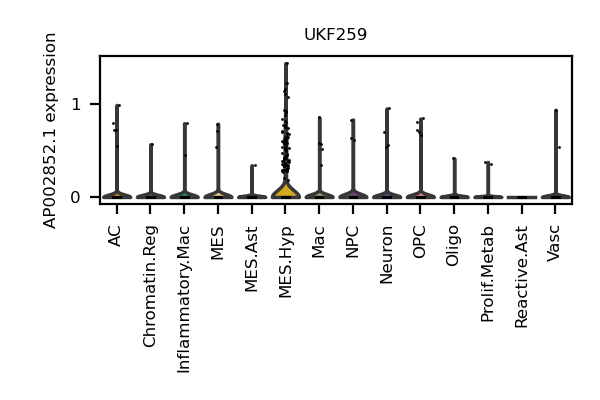 UKF259
AP002852.1 expression
1
0
AC
Chromatin.Reg
Inflammatory.Mac
MES
MES.Ast
MES.Hyp
Mac
NPC
Neuron
OPC
Oligo
Prolif.Metab
Reactive.Ast
Vasc